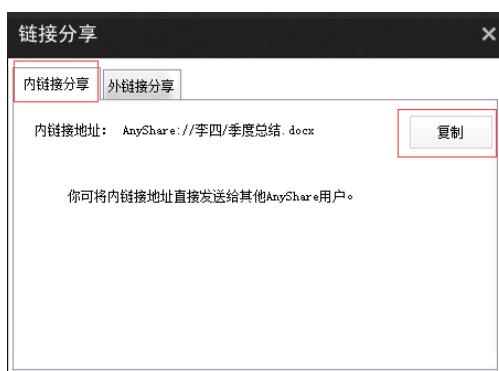 链接分享
内链接分享 外链接分享
内链接地址： AnyShare://李四/季度总结.docx 复制
你可将内链接地址直接发送给其他AnyShare用户。